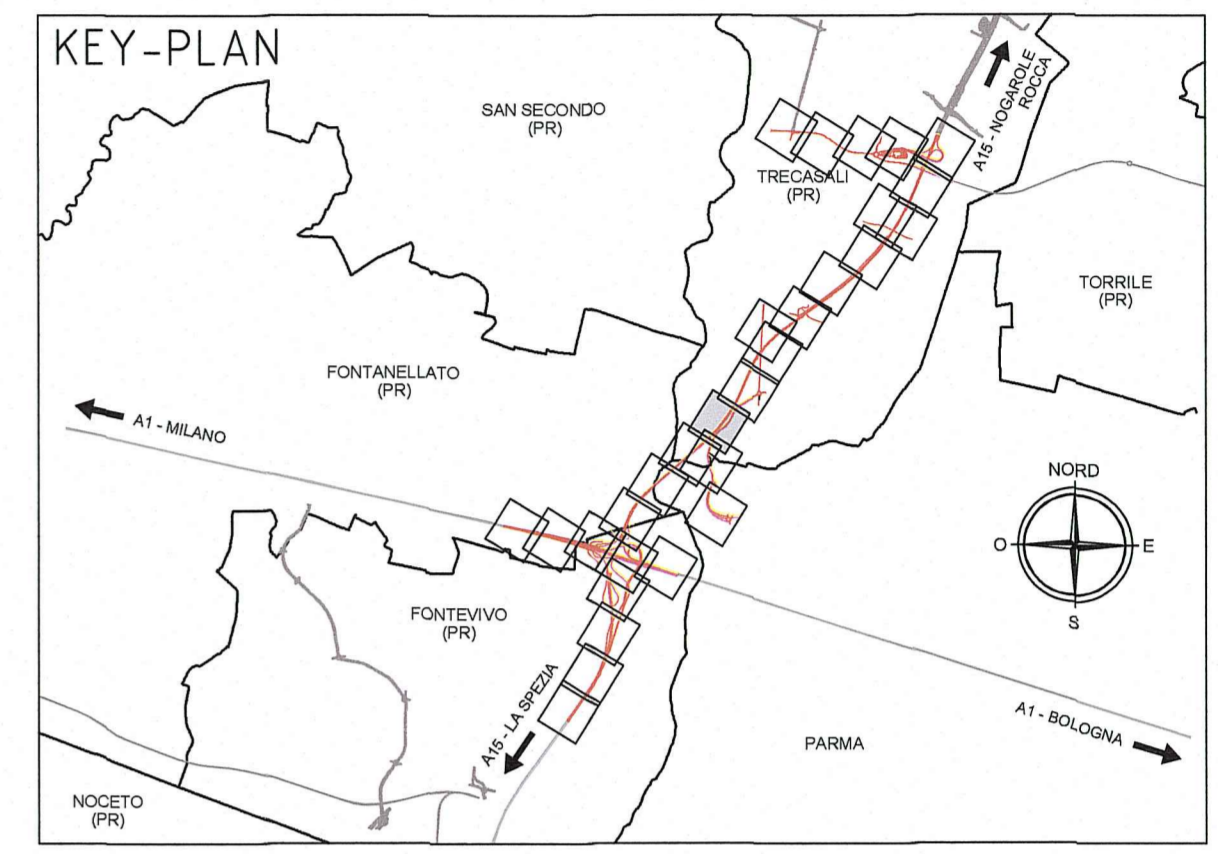 KEY-PLAN
SAN SECONDO
(PR)
A15 - NOGAROLE
ROCCA
TRECASALI
(PR)
TORRILE
(PR)
FONTANELLATO
(PR)
A1 - MILANO
NORD
O
E
S
FONTEVIVO
(PR)
A15 - LA SPEZIA
A1 - BOLOGNA
PARMA
NOCETO
(PR)